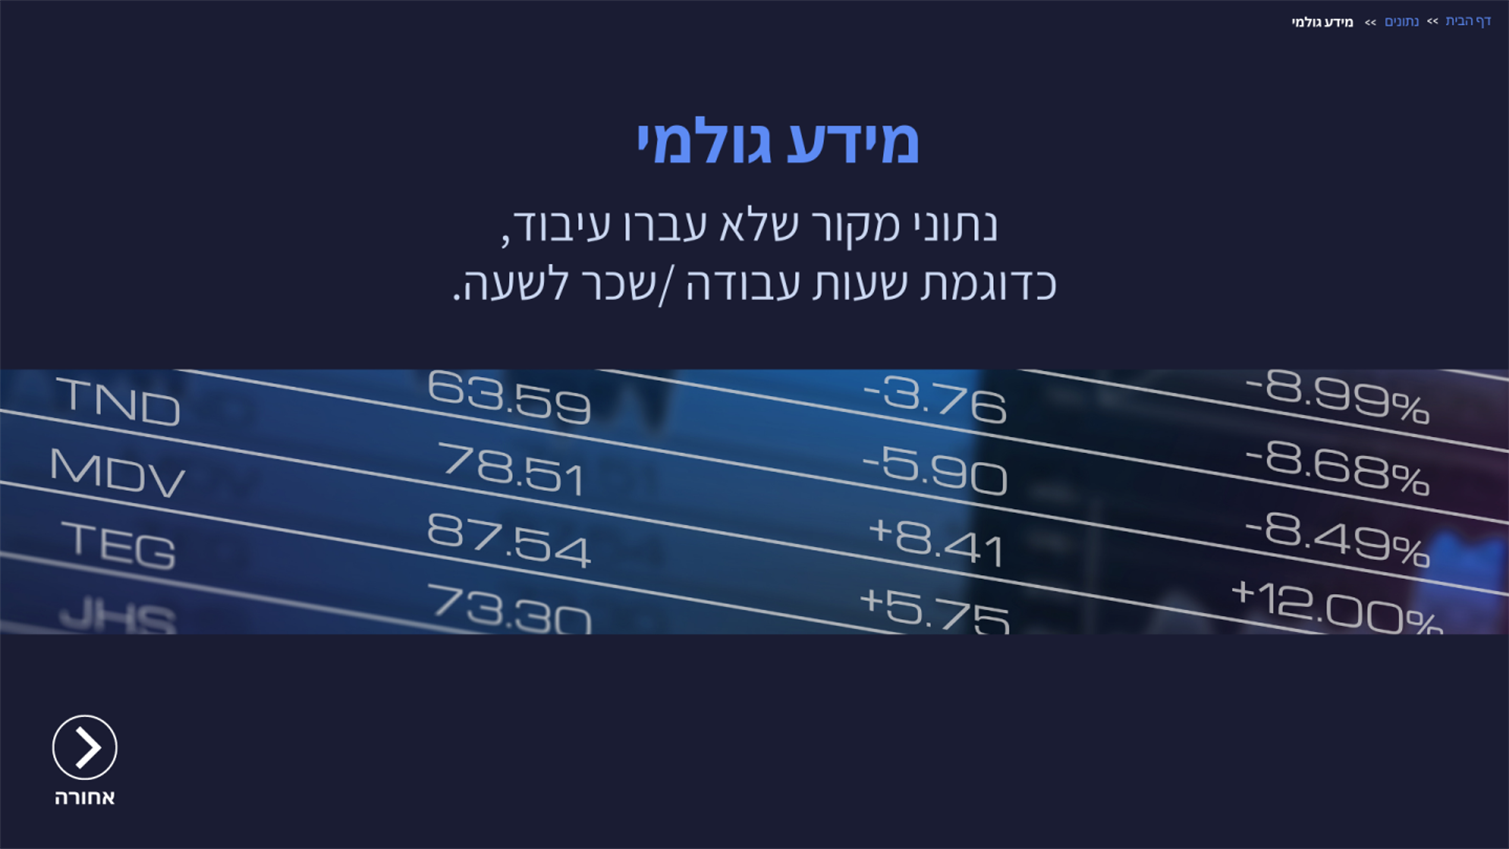 דף הבית >> נתונים >> מידע גולמי
מידע גולמי
נתוני מקור שלא עברו עיבוד,
כדוגמת שעות עבודה /שכר לשעה.
TND 63.59 -3.76 -8.99%
MDV 78.51 -5.90 -8.68%
TEG 87.54 +8.41 -8.49%
JHS 73.30 +5.75 +12.00%
אחורה